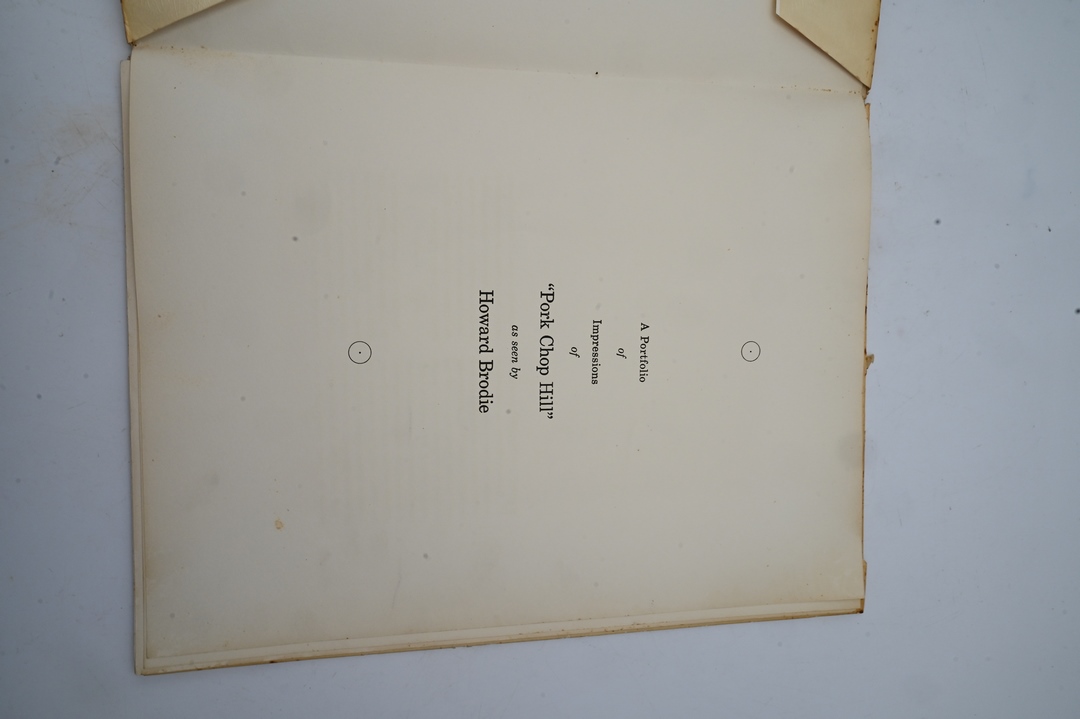 A Portfolio
of
Impressions
of
“Pork Chop Hill”
as seen by
Howard Brodie